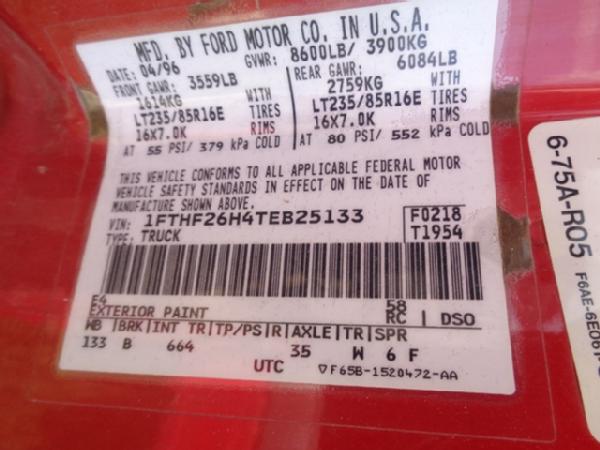 MFD. BY FORD MOTOR CO. IN U.S.A.
DATE: 04/96 GVWR: 8600LB/ 3900KG
FRONT GAWR: 3559LB REAR GAWR: 6084LB
1614KG WITH 2759KG WITH
LT235/85R16E TIRES LT235/85R16E TIRES
16X7.0K RIMS 16X7.0K RIMS
AT 55 PSI/ 379 kPa COLD AT 80 PSI/ 552 kPa COLD
THIS VEHICLE CONFORMS TO ALL APPLICABLE FEDERAL MOTOR
VEHICLE SAFETY STANDARDS IN EFFECT ON THE DATE OF
MANUFACTURE SHOWN ABOVE.
VIN: 1FTHF26H4TEB25133 F0218
TYPE: TRUCK T1954
E4 58
EXTERIOR PAINT RC DSO
WB BRK INT TR TP/PS R AXLE TR SPR
133 B 664 35 W 6 F
UTC ▽F65B-1520472-AA
6-75A-R05